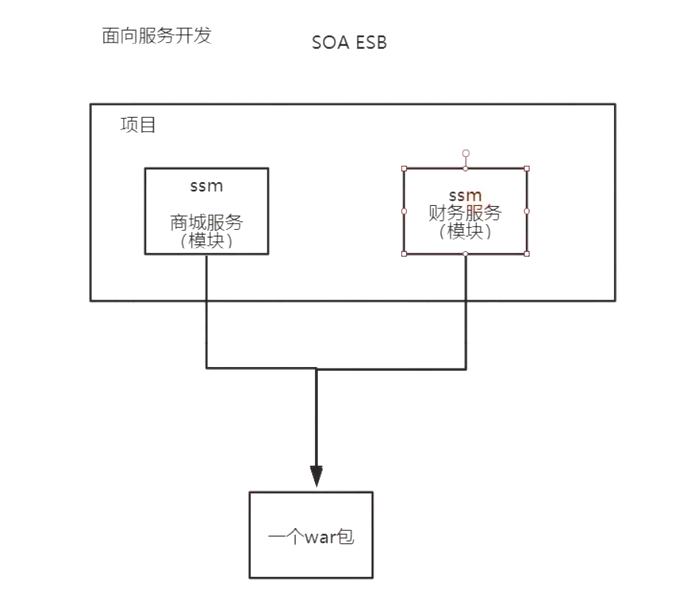 面向服务开发
SOA ESB
项目
ssm
商城服务
（模块）
ssm
财务服务
（模块）
一个war包